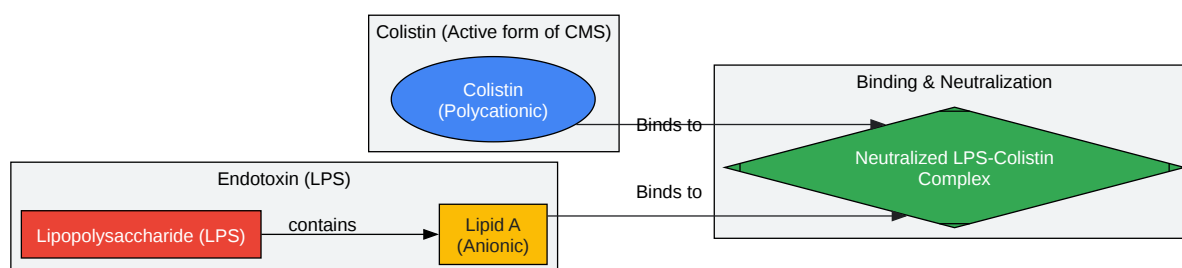 Colistin (Active form of CMS)
Colistin
(Polycationic)
Binds to
Binding & Neutralization
Neutralized LPS-Colistin
Complex
Endotoxin (LPS)
Lipopolysaccharide (LPS)
contains
Lipid A
(Anionic)
Binds to